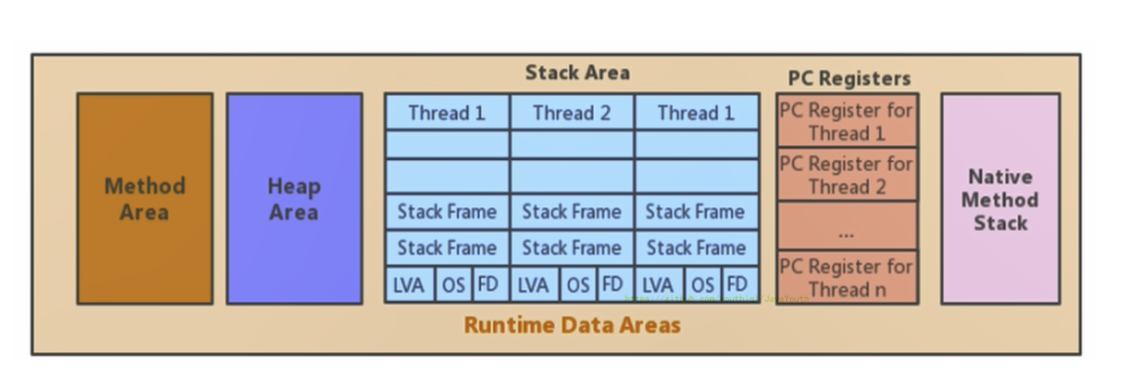 Stack Area
PC Registers
Method
Area
Heap
Area
Thread 1
Thread 2
Thread 1
Stack Frame
Stack Frame
Stack Frame
Stack Frame
Stack Frame
Stack Frame
LVA
OS
FD
LVA
OS
FD
LVA
OS
FD
PC Register for
Thread 1
PC Register for
Thread 2
...
PC Register for
Thread n
Native
Method
Stack
Runtime Data Areas